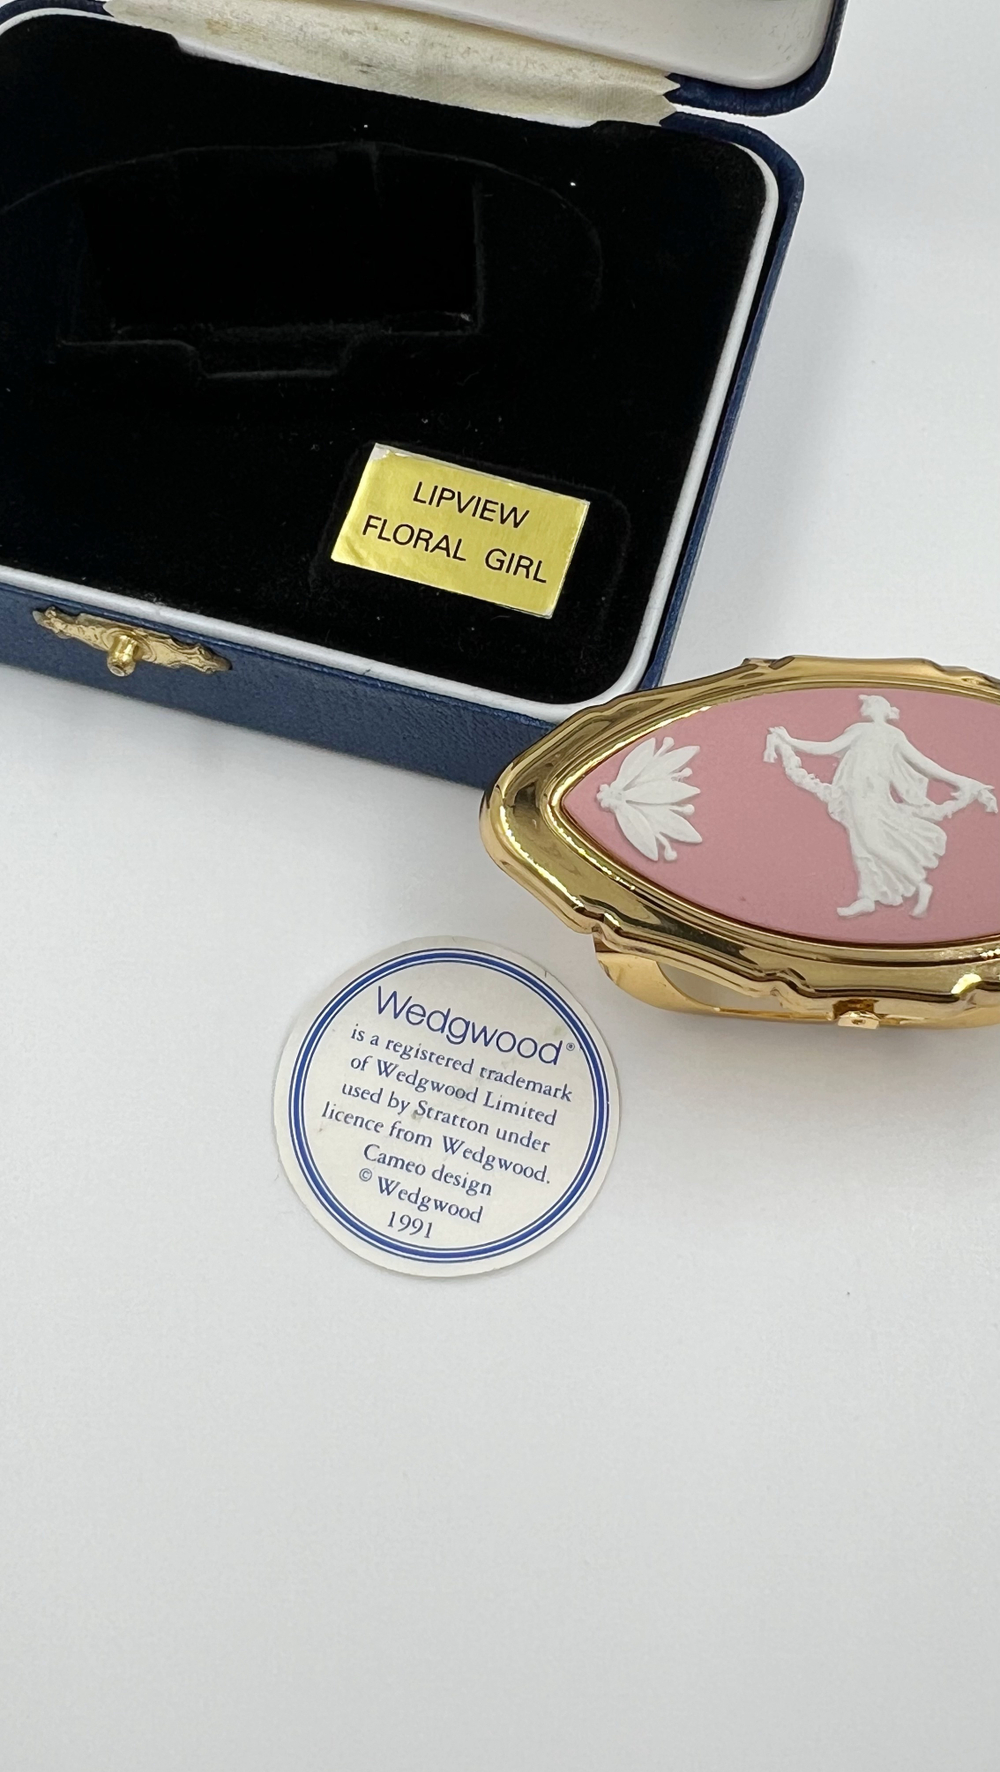 LIPVIEW
FLORAL GIRL
Wedgwood®
is a registered trademark
of Wedgwood Limited
used by Stratton under
licence from Wedgwood.
Cameo design
© Wedgwood
1991